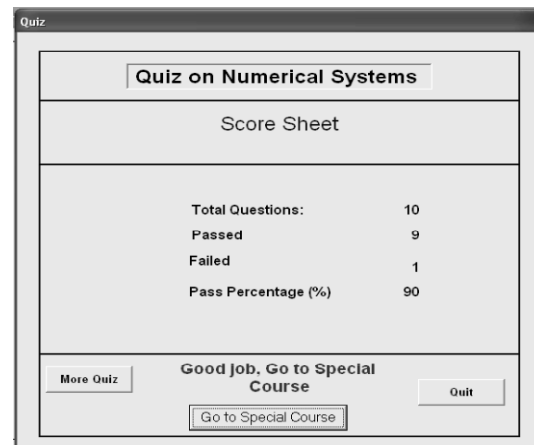 Quiz
Quiz on Numerical Systems
Score Sheet
Total Questions: 10
Passed 9
Failed 1
Pass Percentage (%) 90
More Quiz
Good job, Go to Special
Course
Quit
Go to Special Course